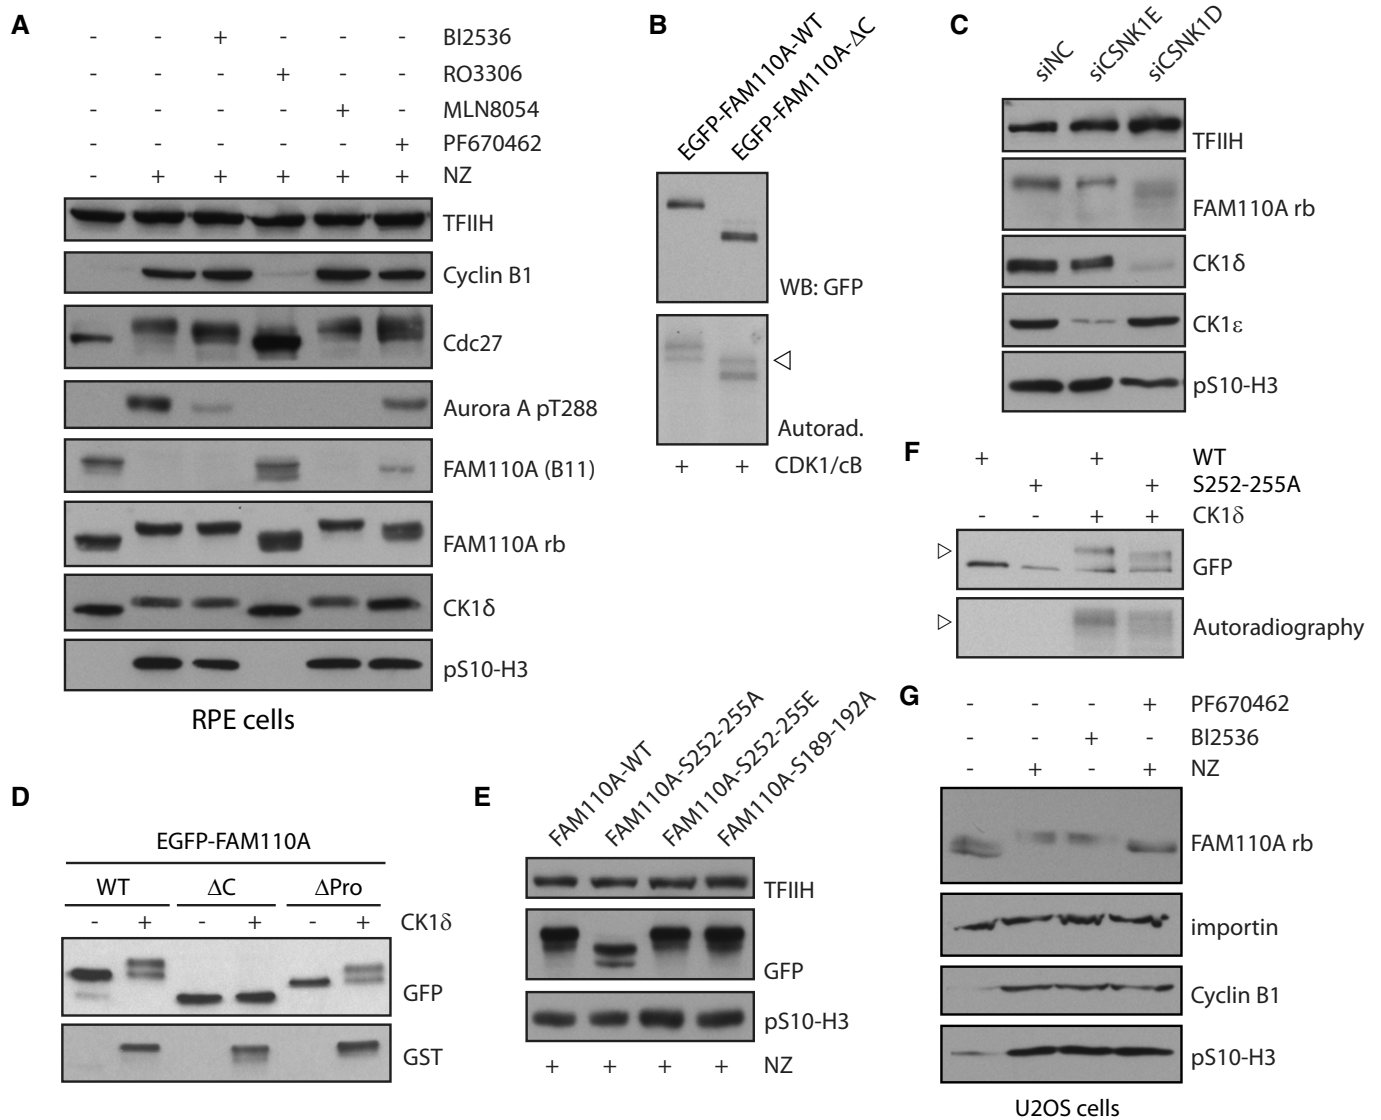 A
- - + - - - BI2536
- - - + - - RO3306
- - - - + - MLN8054
- - - - - + PF670462
- + + + + + NZ
TFIIH
Cyclin B1
Cdc27
Aurora A pT288
FAM110A (B11)
FAM110A rb
CK1δ
pS10-H3
RPE cells
B
EGFP-FAM110A-WT
EGFP-FAM110A-ΔC
WB: GFP
Autorad.
+ + CDK1/cB
C
siNC
siCSNK1E
siCSNK1D
TFIIH
FAM110A rb
CK1δ
CK1ε
pS10-H3
D
EGFP-FAM110A
WT ΔC ΔPro
- + - + - + CK1δ
GFP
GST
E
FAM110A-WT
FAM110A-S252-255A
FAM110A-S252-255E
FAM110A-S189-192A
TFIIH
GFP
pS10-H3
+ + + + NZ
F
+ + WT
+ + S252-255A
- - + + CK1δ
GFP
Autoradiography
G
- - - + PF670462
- - + - BI2536
- + - + NZ
FAM110A rb
importin
Cyclin B1
pS10-H3
U2OS cells